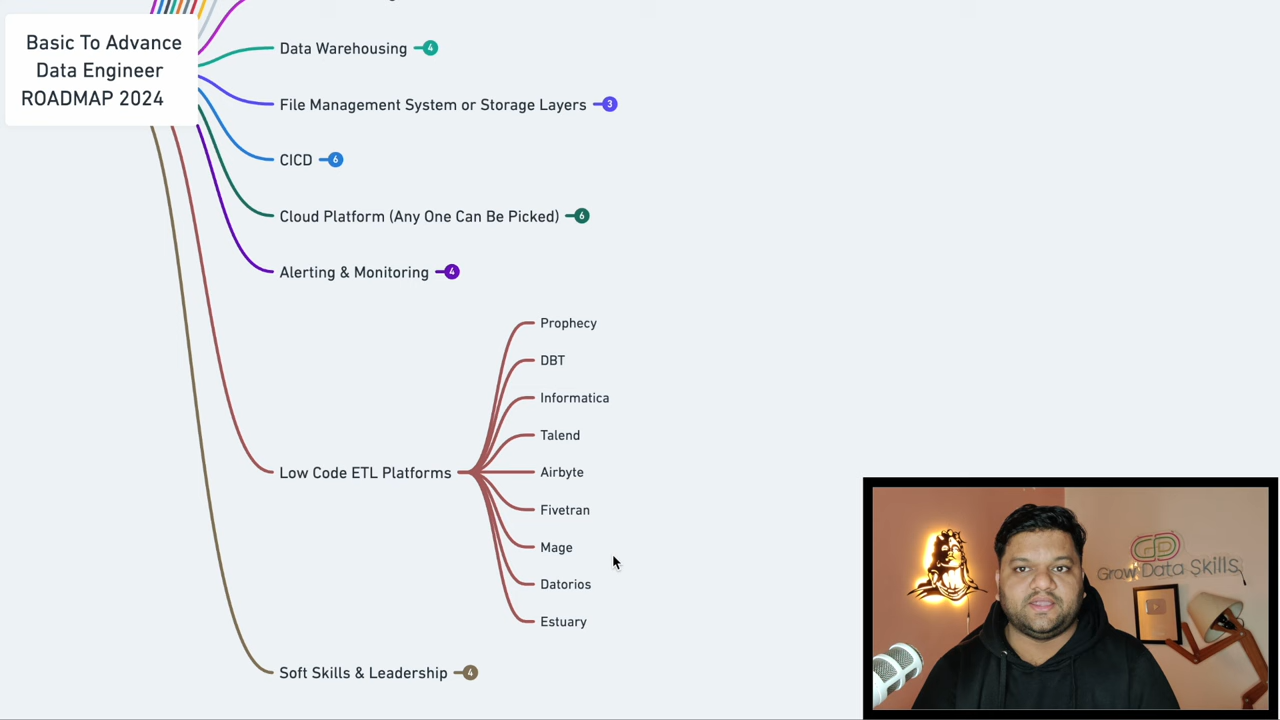 Basic To Advance
Data Engineer
ROADMAP 2024
Data Warehousing 4
File Management System or Storage Layers 3
CICD 6
Cloud Platform (Any One Can Be Picked) 6
Alerting & Monitoring 4
Low Code ETL Platforms
Prophecy
DBT
Informatica
Talend
Airbyte
Fivetran
Mage
Datorios
Estuary
Soft Skills & Leadership 4
GD
Grow Data Skills